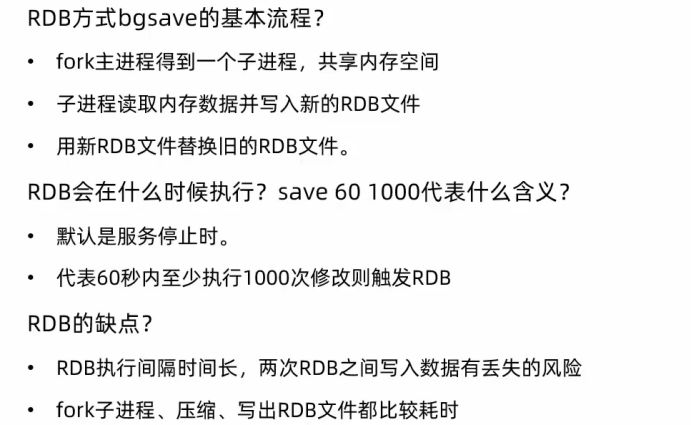 RDB方式bgsave的基本流程？
• fork主进程得到一个子进程，共享内存空间
• 子进程读取内存数据并写入新的RDB文件
• 用新RDB文件替换旧的RDB文件。
RDB会在什么时候执行？save 60 1000代表什么含义？
• 默认是服务停止时。
• 代表60秒内至少执行1000次修改则触发RDB
RDB的缺点？
• RDB执行间隔时间长，两次RDB之间写入数据有丢失的风险
• fork子进程、压缩、写出RDB文件都比较耗时